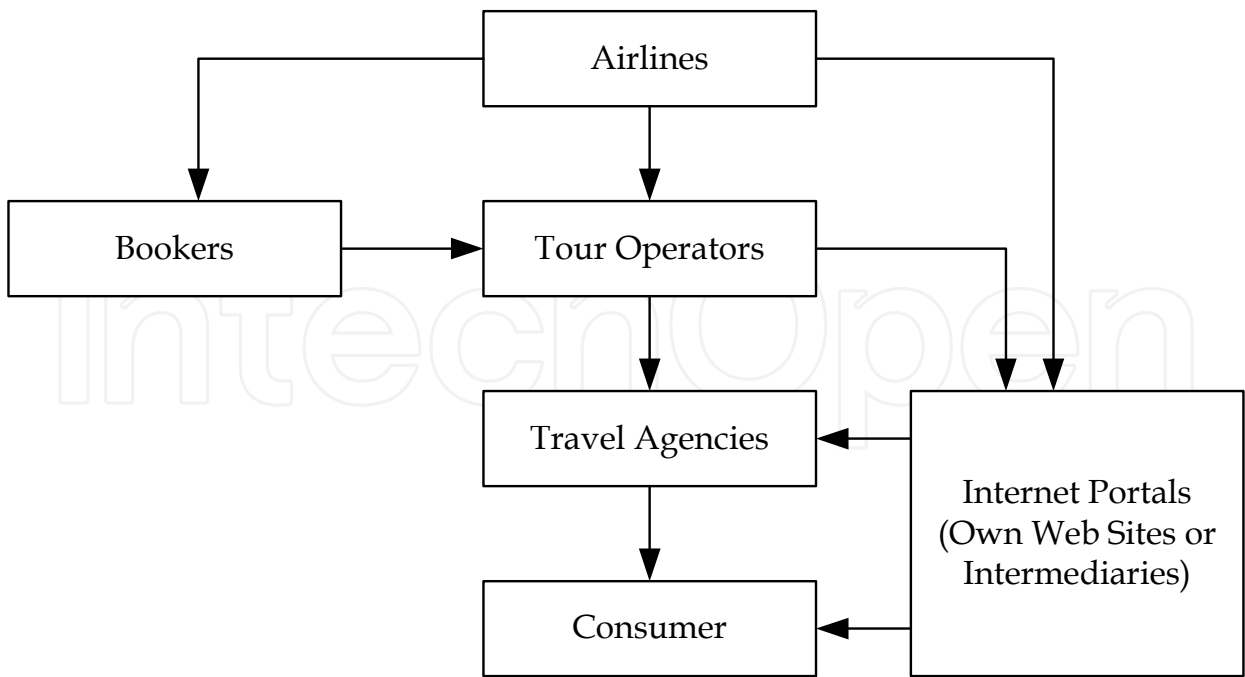 Airlines
Bookers
Tour Operators
IntechOpen
Travel Agencies
Internet Portals
(Own Web Sites or
Intermediaries)
Consumer